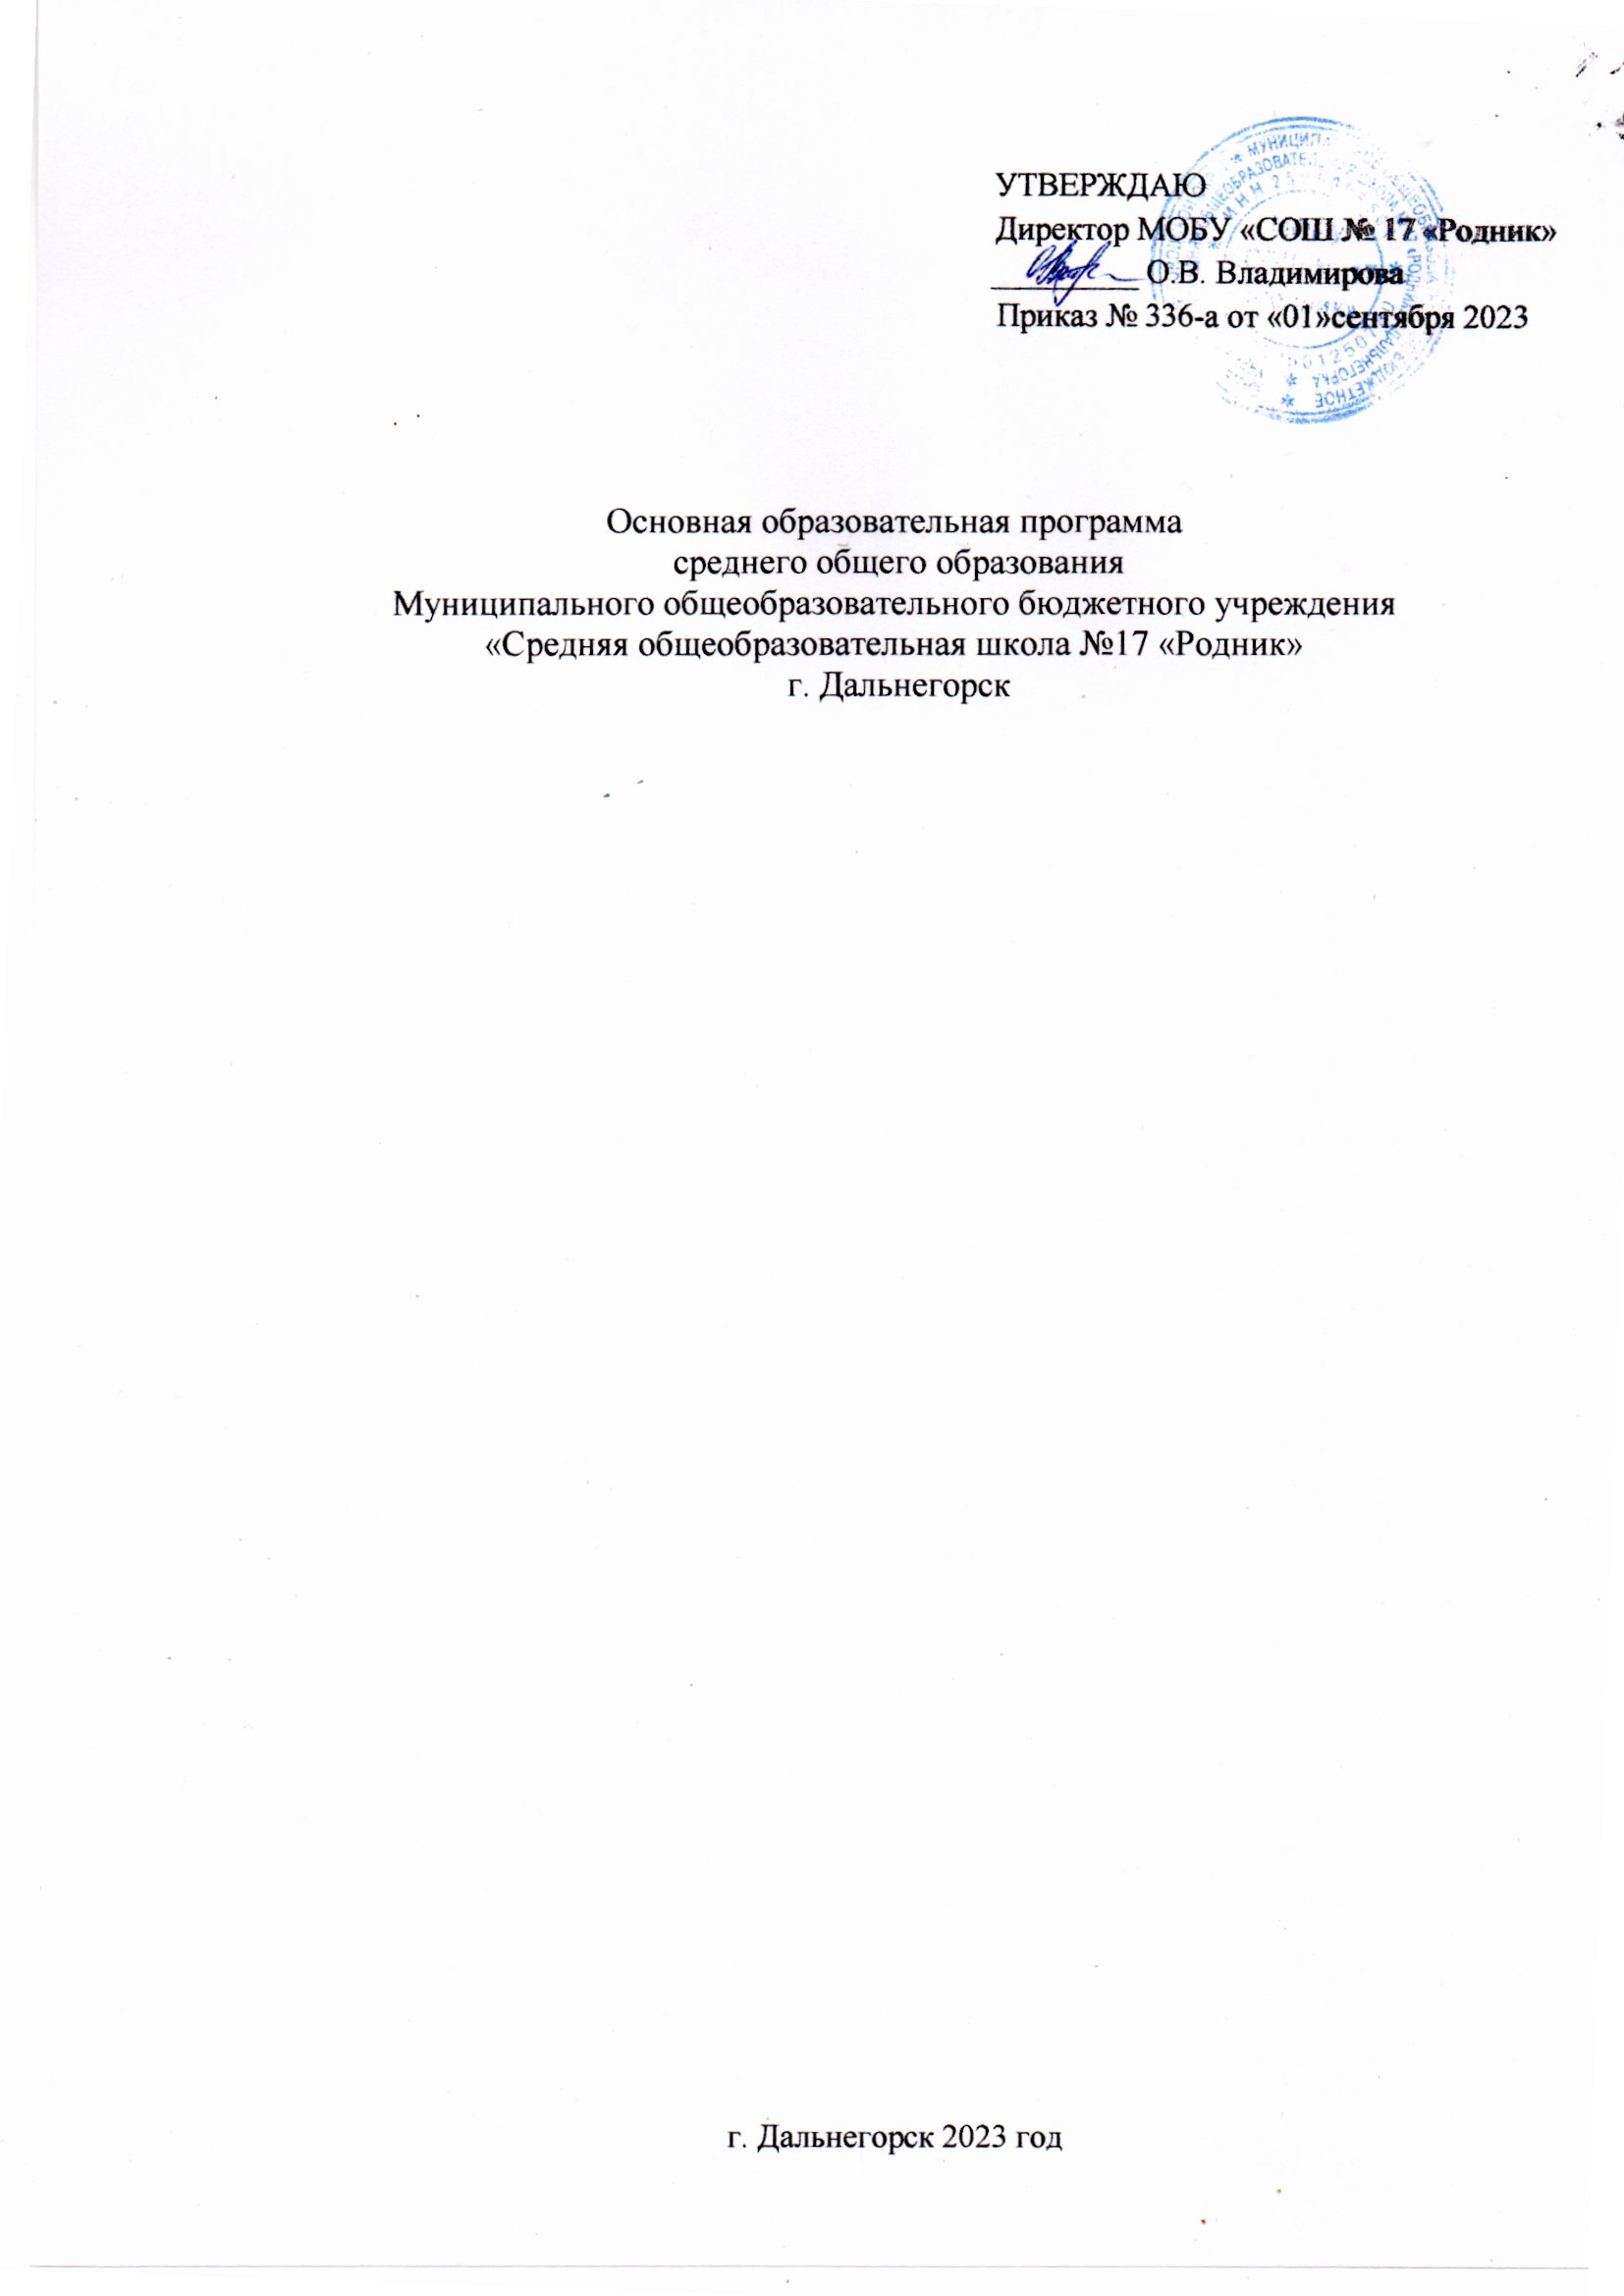 УТВЕРЖДАЮ
Директор МОБУ «СОШ № 17 «Родник»
__________ О.В. Владимирова
Приказ № 336-а от «01»сентября 2023
Основная образовательная программа
среднего общего образования
Муниципального общеобразовательного бюджетного учреждения
«Средняя общеобразовательная школа №17 «Родник»
г. Дальнегорск
г. Дальнегорск 2023 год